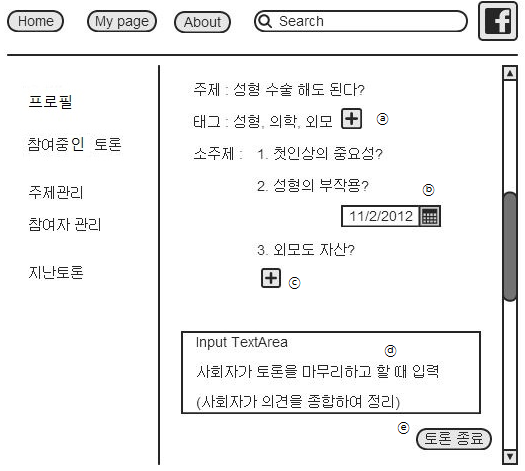 Home My page About Search f
프로필
참여중인 토론
주제관리
참여자 관리
지난토론
주제 : 성형 수술 해도 된다?
태그 : 성형, 의학, 외모 ⓐ
소주제 : 1. 첫인상의 중요성?
2. 성형의 부작용?
ⓑ
11/2/2012
3. 외모도 자산?
ⓒ
Input TextArea
ⓓ
사회자가 토론을 마무리하고 할 때 입력
(사회자가 의견을 종합하여 정리)
ⓔ
토론 종료